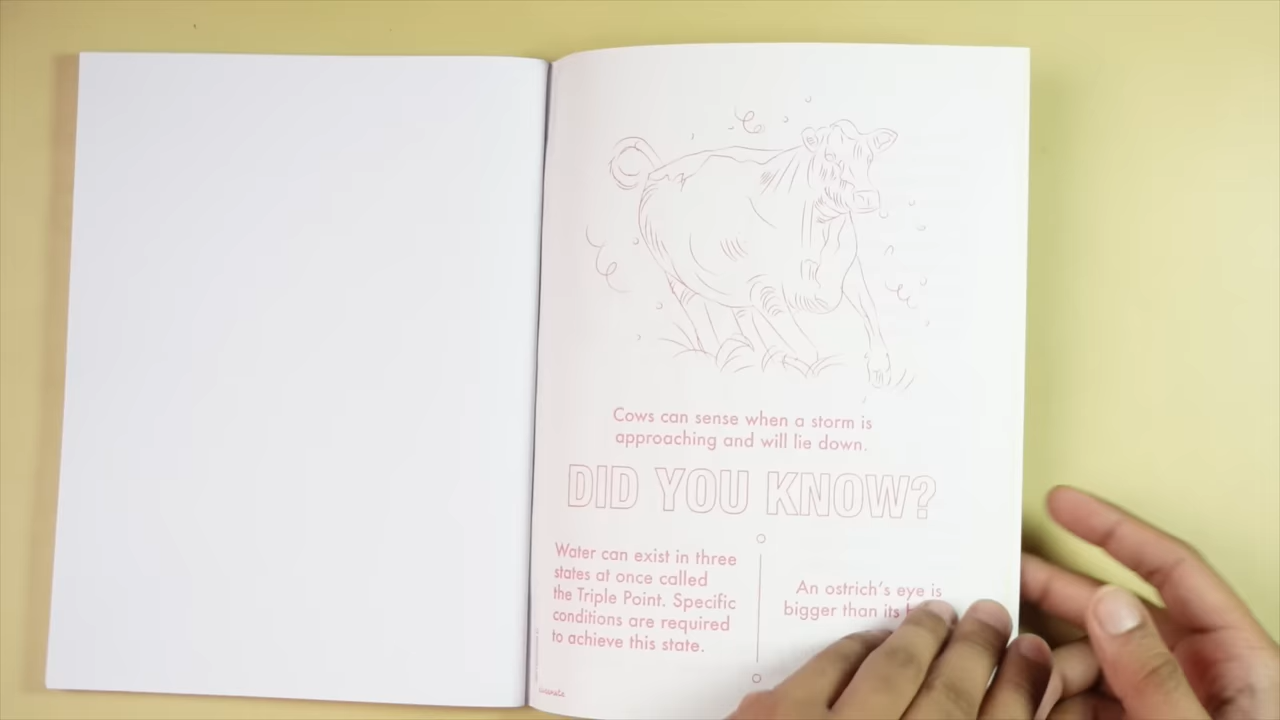 Cows can sense when a storm is
approaching and will lie down.
DID YOU KNOW?
Water can exist in three
states at once called
the Triple Point. Specific
conditions are required
to achieve this state.
An ostrich's eye is
bigger than its